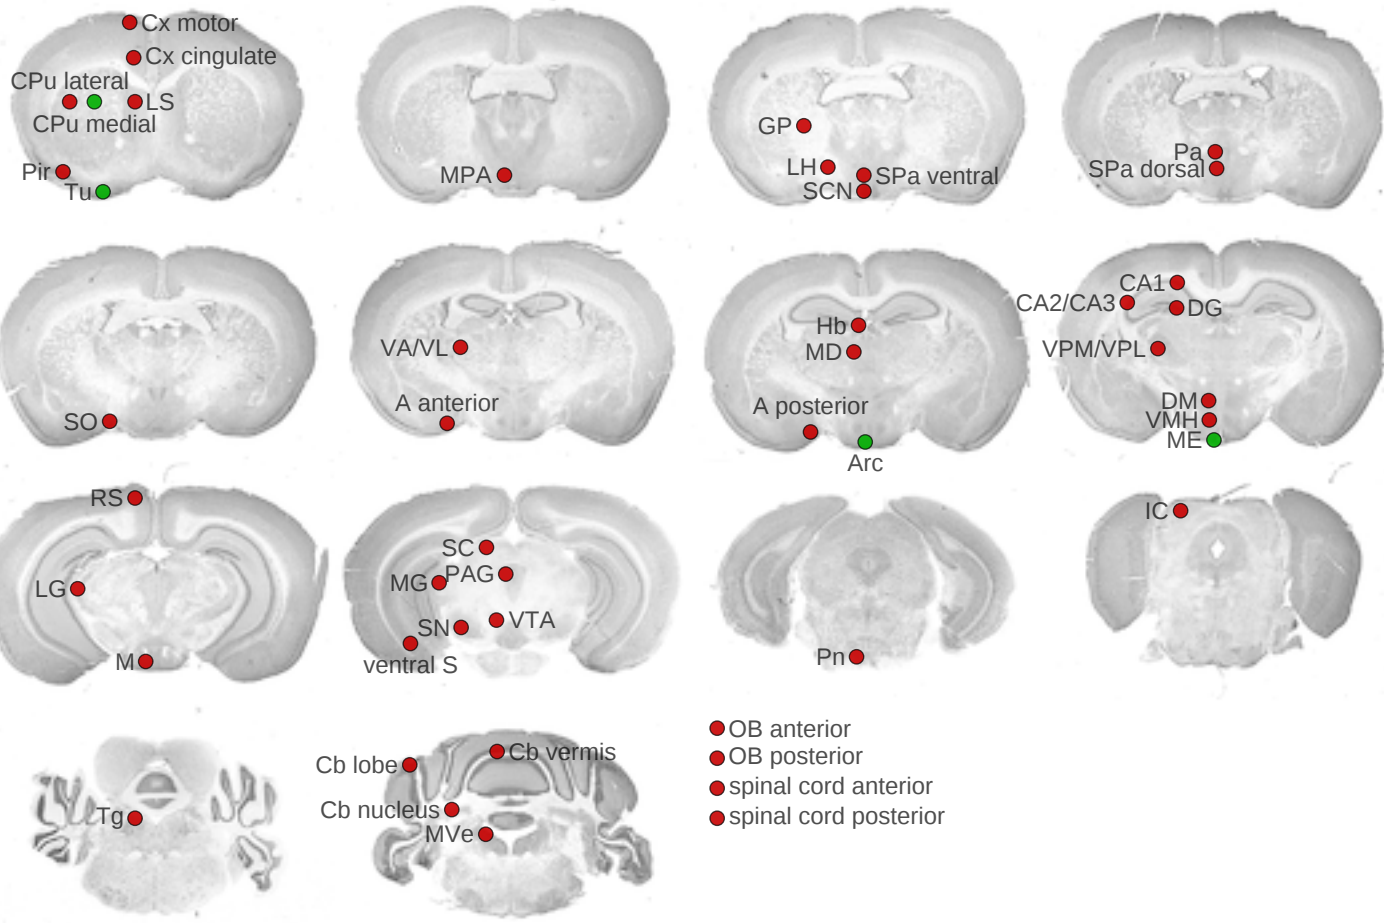 Cx motor
Cx cingulate
CPu lateral
LS
CPu medial
Pir
Tu
MPA
GP
LH
SPa ventral
SCN
Pa
SPa dorsal
SO
VA/VL
A anterior
Hb
MD
A posterior
Arc
CA1
CA2/CA3
DG
VPM/VPL
DM
VMH
ME
RS
LG
M
SC
MG
PAG
SN
VTA
ventral S
Pn
IC
Tg
Cb vermis
Cb lobe
Cb nucleus
MVe
OB anterior
OB posterior
spinal cord anterior
spinal cord posterior